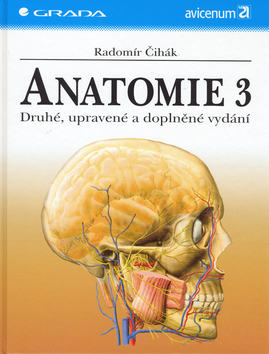 GRADA
avicenum
Radomír Čihák
ANATOMIE 3
Druhé, upravené a doplněné vydání